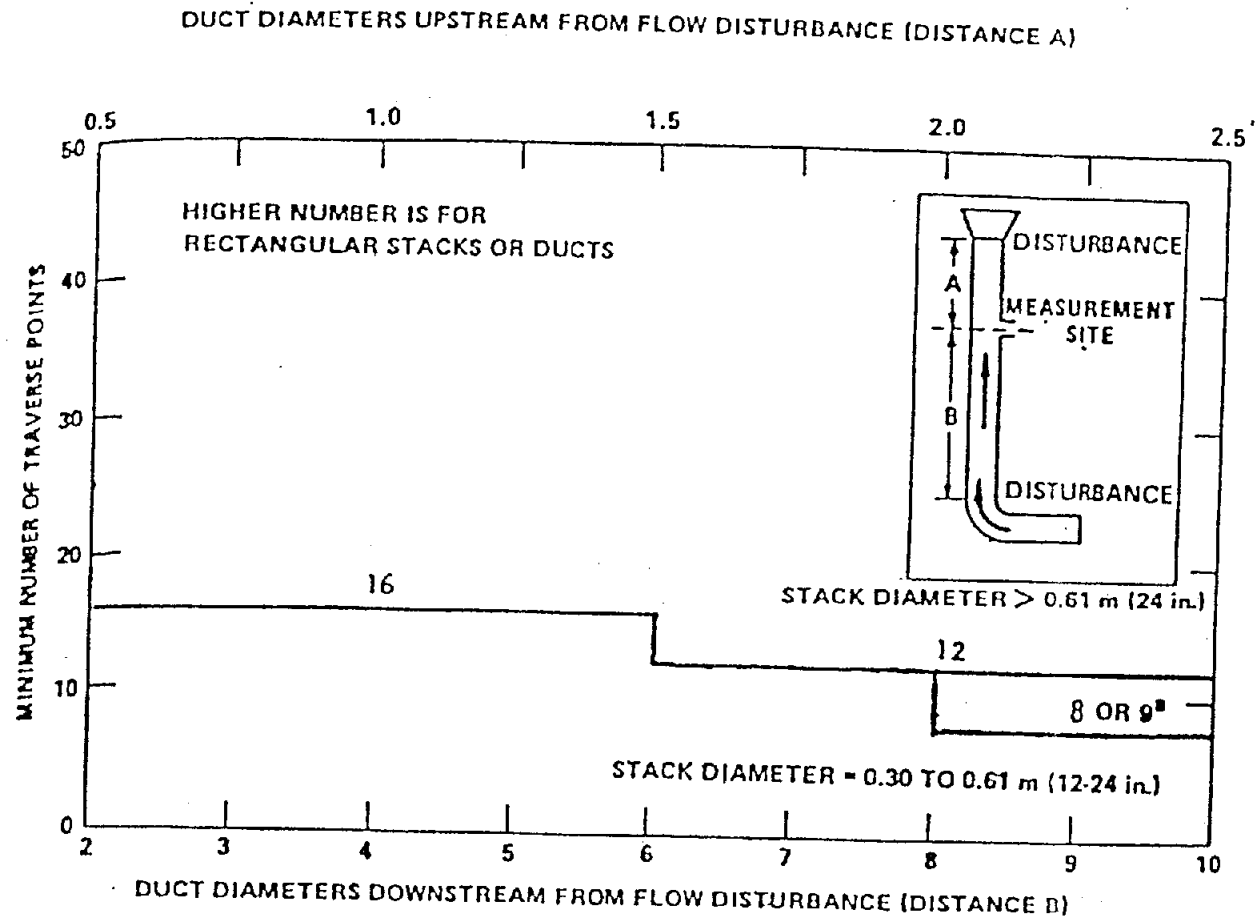 DUCT DIAMETERS UPSTREAM FROM FLOW DISTURBANCE (DISTANCE A)
0.5 1.0 1.5 2.0 2.5
50
HIGHER NUMBER IS FOR
RECTANGULAR STACKS OR DUCTS
DISTURBANCE
A
MEASUREMENT
SITE
B
DISTURBANCE
MINIMUM NUMBER OF TRAVERSE POINTS
40
30
20
10
0
16
STACK DIAMETER > 0.61 m (24 in.)
12
8 OR 9ª
STACK DIAMETER = 0.30 TO 0.61 m (12-24 in.)
2 3 4 5 6 7 8 9 10
DUCT DIAMETERS DOWNSTREAM FROM FLOW DISTURBANCE (DISTANCE B)